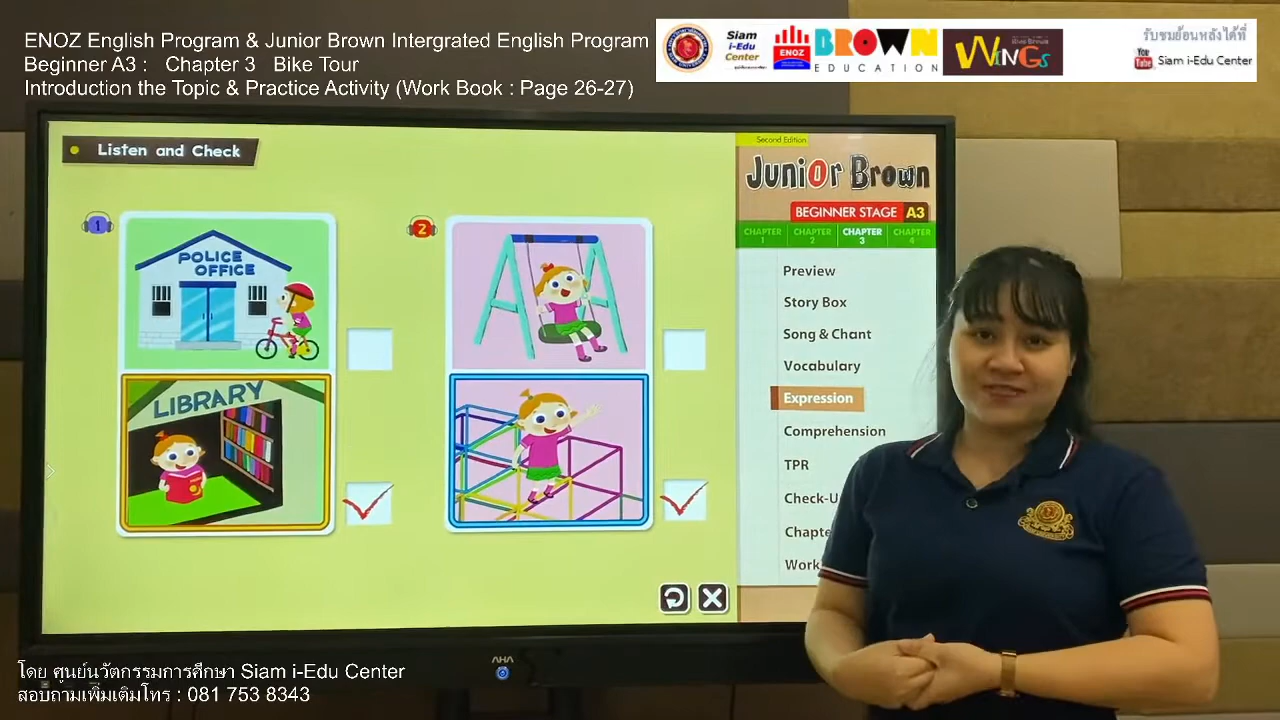 ENOZ English Program & Junior Brown Intergrated English Program
Beginner A3 : Chapter 3 Bike Tour
Introduction the Topic & Practice Activity (Work Book : Page 26-27)
Siam
i-Edu
Center
ENOZ
BROWN
EDUCATION
WiNGs
รับชมย้อนหลังได้ที่
You
Tube
Siam i-Edu Center
Listen and Check
1
POLICE
OFFICE
LIBRARY
2
Second Edition
Junior Brown
BEGINNER STAGE A3
CHAPTER 1
CHAPTER 2
CHAPTER 3
CHAPTER 4
Preview
Story Box
Song & Chant
Vocabulary
Expression
Comprehension
TPR
Check-U
Chapte
Work
AHA
โดย ศูนย์นวัตกรรมการศึกษา Siam i-Edu Center
สอบถามเพิ่มเติมโทร : 081 753 8343